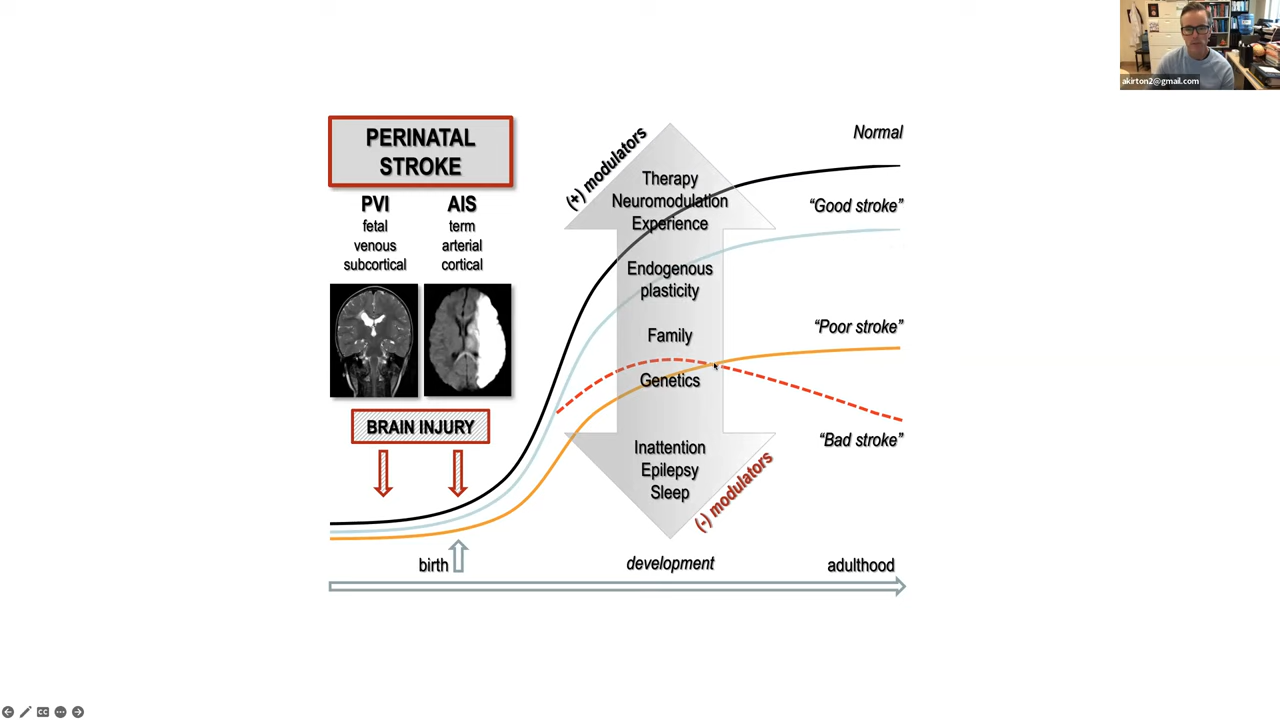 akirton2@gmail.com
PERINATAL
STROKE
PVI
fetal
venous
subcortical
AIS
term
arterial
cortical
BRAIN INJURY
(+) modulators
Therapy
Neuromodulation
Experience
Endogenous
plasticity
Family
Genetics
Inattention
Epilepsy
Sleep
(-) modulators
Normal
“Good stroke”
“Poor stroke”
“Bad stroke”
birth
development
adulthood
CC